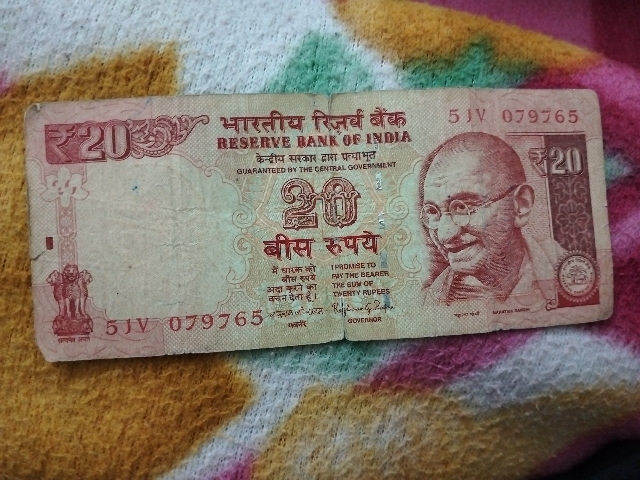 ₹20
भारतीय रिज़र्व बैंक
RESERVE BANK OF INDIA
केन्द्रीय सरकार द्वारा प्रत्याभूत
GUARANTEED BY THE CENTRAL GOVERNMENT
5JV 079765
₹20
20
बीस रुपये
मैं धारक को
बीस रुपये
अदा करने का
वचन देता हूँ।
I PROMISE TO
PAY THE BEARER
THE SUM OF
TWENTY RUPEES
गवर्नर
GOVERNOR
5JV 079765
सत्यमेव जयते
महात्मा गांधी
MAHATMA GANDHI